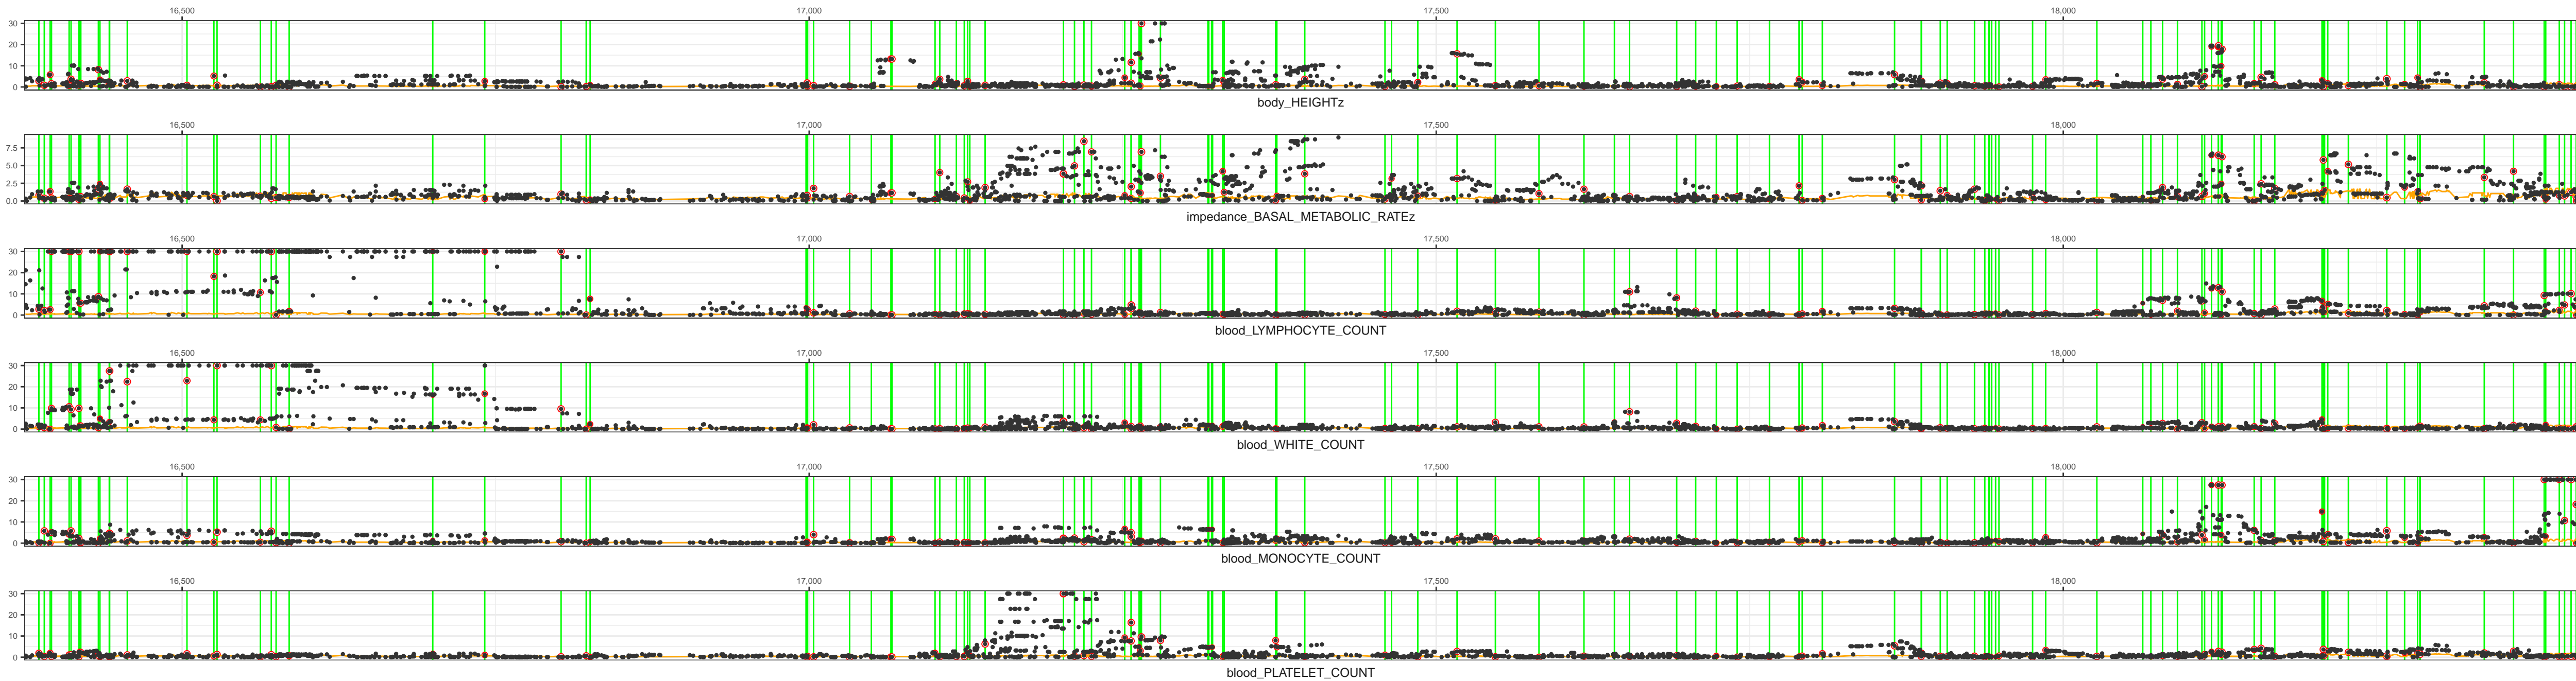 16,500 17,000 17,500 18,000
30
20
10
0
body_HEIGHTz
16,500 17,000 17,500 18,000
7.5
5.0
2.5
0.0
impedance_BASAL_METABOLIC_RATEz
16,500 17,000 17,500 18,000
30
20
10
0
blood_LYMPHOCYTE_COUNT
16,500 17,000 17,500 18,000
30
20
10
0
blood_WHITE_COUNT
16,500 17,000 17,500 18,000
30
20
10
0
blood_MONOCYTE_COUNT
16,500 17,000 17,500 18,000
30
20
10
0
blood_PLATELET_COUNT